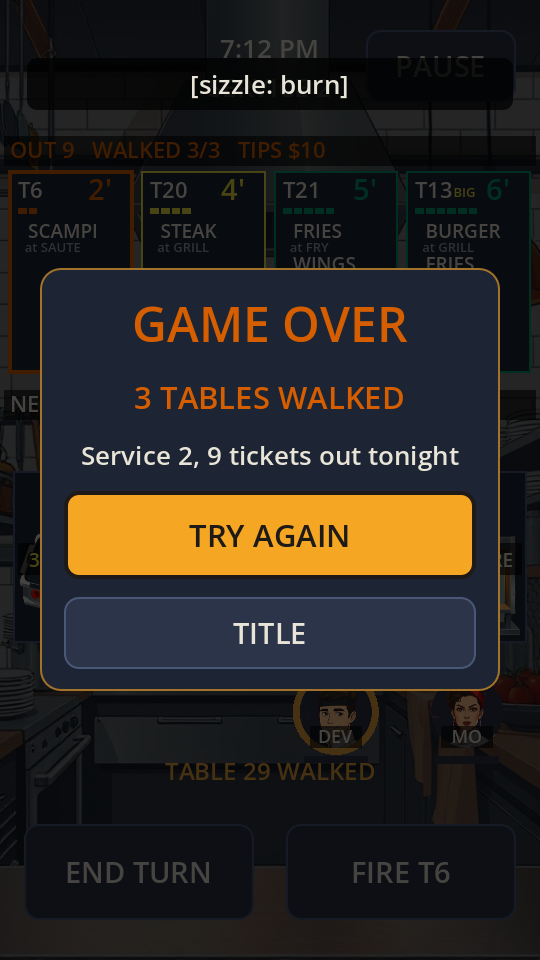 7:12 PM
PAUSE
[sizzle: burn]
OUT 9 WALKED 3/3 TIPS $10
T6 2' T20 4' T21 5' T13 BIG 6'
SCAMPI STEAK FRIES BURGER
at SAUTE at GRILL at FRY at GRILL
WINGS FRIES
NE
GAME OVER
3 TABLES WALKED
Service 2, 9 tickets out tonight
TRY AGAIN
3 RE
TITLE
DEV MO
TABLE 29 WALKED
END TURN FIRE T6